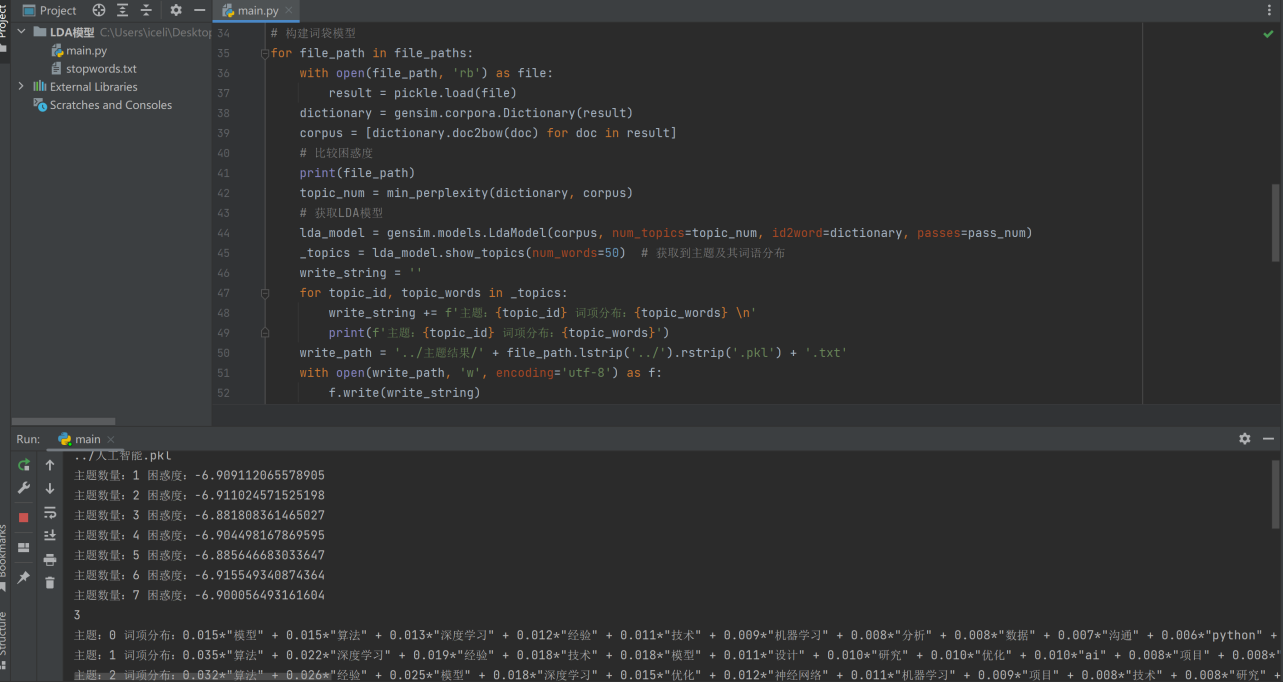 Project
main.py
LDA模型 C:\Users\iceli\Desktop
main.py
stopwords.txt
External Libraries
Scratches and Consoles
Project
Bookmarks
Structure
34 # 构建词袋模型
35 for file_path in file_paths:
36 with open(file_path, 'rb') as file:
37 result = pickle.load(file)
38 dictionary = gensim.corpora.Dictionary(result)
39 corpus = [dictionary.doc2bow(doc) for doc in result]
40 # 比较困惑度
41 print(file_path)
42 topic_num = min_perplexity(dictionary, corpus)
43 # 获取LDA模型
44 lda_model = gensim.models.LdaModel(corpus, num_topics=topic_num, id2word=dictionary, passes=pass_num)
45 _topics = lda_model.show_topics(num_words=50) # 获取到主题及其词语分布
46 write_string = ''
47 for topic_id, topic_words in _topics:
48 write_string += f'主题：{topic_id} 词项分布：{topic_words} \n'
49 print(f'主题：{topic_id} 词项分布：{topic_words}')
50 write_path = '../主题结果/' + file_path.lstrip('../').rstrip('.pkl') + '.txt'
51 with open(write_path, 'w', encoding='utf-8') as f:
52 f.write(write_string)
Run: main
../人工智能.pkl
主题数量：1 困惑度：-6.909112065578905
主题数量：2 困惑度：-6.911024571525198
主题数量：3 困惑度：-6.881808361465027
主题数量：4 困惑度：-6.904498167869595
主题数量：5 困惑度：-6.885646683033647
主题数量：6 困惑度：-6.915549340874364
主题数量：7 困惑度：-6.900056493161604
3
主题：0 词项分布：0.015*"模型" + 0.015*"算法" + 0.013*"深度学习" + 0.012*"经验" + 0.011*"技术" + 0.009*"机器学习" + 0.008*"分析" + 0.008*"数据" + 0.007*"沟通" + 0.006*"python" +
主题：1 词项分布：0.035*"算法" + 0.022*"深度学习" + 0.019*"经验" + 0.018*"技术" + 0.018*"模型" + 0.011*"设计" + 0.010*"研究" + 0.010*"优化" + 0.010*"ai" + 0.008*"项目" + 0.008*"
主题：2 词项分布：0.032*"算法" + 0.026*"经验" + 0.025*"模型" + 0.018*"深度学习" + 0.015*"优化" + 0.012*"神经网络" + 0.011*"机器学习" + 0.009*"项目" + 0.008*"技术" + 0.008*"研究" +